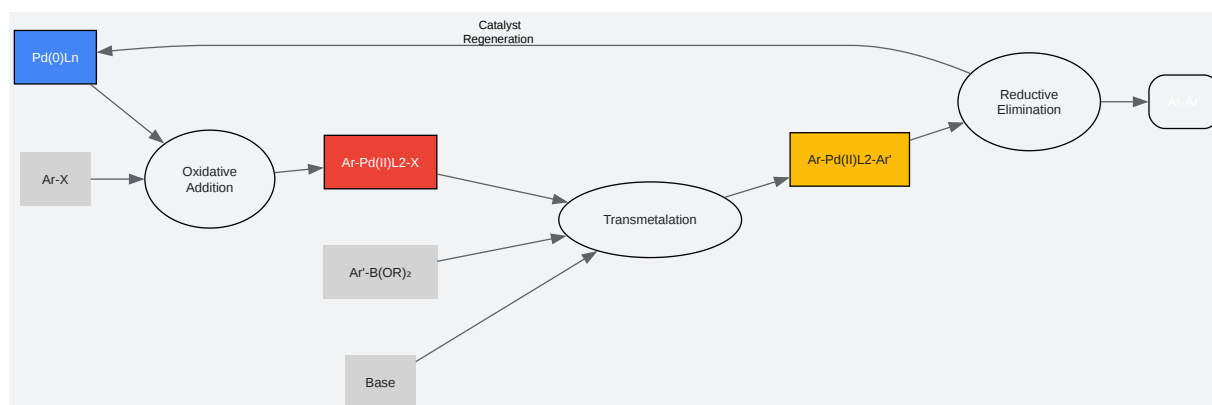 Catalyst
Regeneration
Pd(0)Ln
Reductive
Elimination
Ar-Ar'
Ar-X
Oxidative
Addition
Ar-Pd(II)L2-X
Ar-Pd(II)L2-Ar'
Transmetalation
Ar'-B(OR)₂
Base